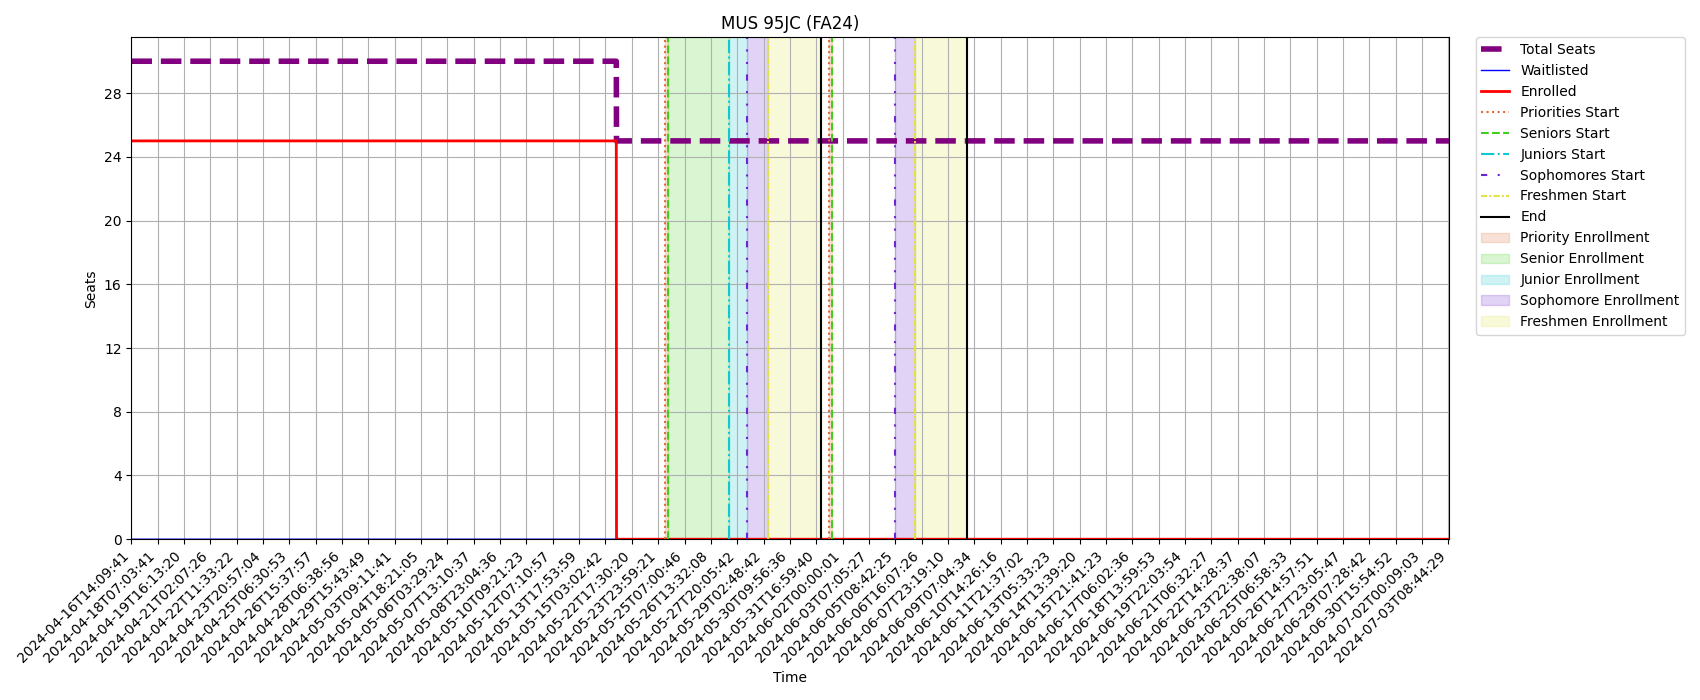 MUS 95JC (FA24)
Total Seats
Waitlisted
Enrolled
Priorities Start
Seniors Start
Juniors Start
Sophomores Start
Freshmen Start
End
Priority Enrollment
Senior Enrollment
Junior Enrollment
Sophomore Enrollment
Freshmen Enrollment
Seats
28
24
20
16
12
8
4
0
2024-04-16T14:09:41
2024-04-18T07:03:41
2024-04-19T16:13:20
2024-04-21T02:07:26
2024-04-22T11:33:22
2024-04-23T20:57:04
2024-04-25T06:30:53
2024-04-26T15:37:57
2024-04-28T06:38:56
2024-04-29T15:43:49
2024-05-03T09:11:41
2024-05-04T18:21:05
2024-05-06T03:29:24
2024-05-07T13:10:37
2024-05-08T23:04:36
2024-05-10T09:21:23
2024-05-12T07:10:57
2024-05-13T17:53:59
2024-05-15T03:02:42
2024-05-22T17:30:20
2024-05-23T23:59:21
2024-05-25T07:00:46
2024-05-26T13:32:08
2024-05-27T20:05:42
2024-05-29T02:48:42
2024-05-30T09:56:36
2024-05-31T16:59:40
2024-06-02T00:00:01
2024-06-03T07:05:27
2024-06-05T08:42:25
2024-06-06T16:07:26
2024-06-07T23:19:10
2024-06-09T07:04:34
2024-06-10T14:26:16
2024-06-11T21:37:02
2024-06-13T05:33:23
2024-06-14T13:39:20
2024-06-15T21:41:23
2024-06-17T06:02:36
2024-06-18T13:59:53
2024-06-19T22:03:54
2024-06-21T06:32:27
2024-06-22T14:28:37
2024-06-23T22:38:07
2024-06-25T06:58:33
2024-06-26T14:57:51
2024-06-27T23:05:47
2024-06-29T07:28:42
2024-06-30T15:54:52
2024-07-02T00:09:03
2024-07-03T08:44:29
Time